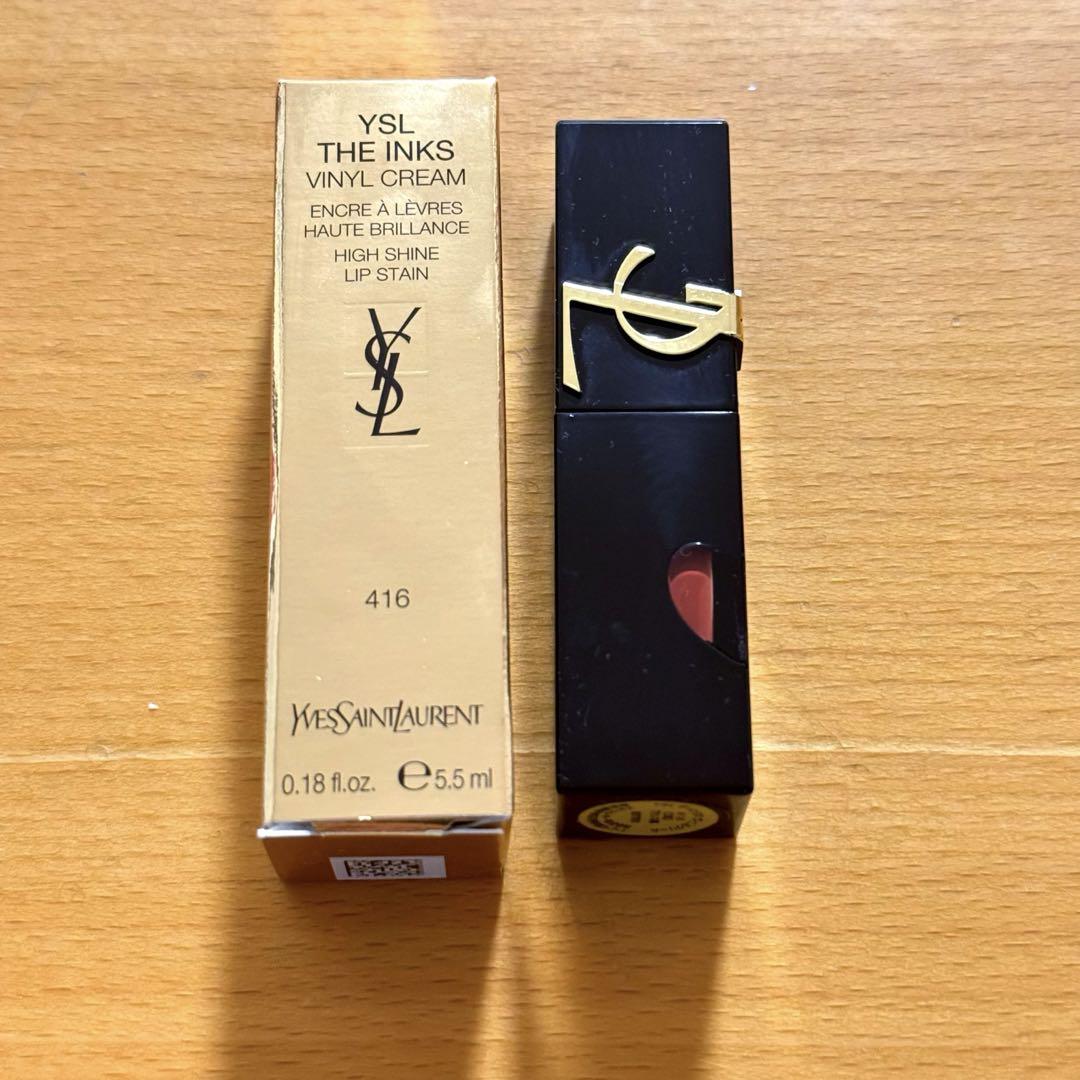 YSL
THE INKS
VINYL CREAM
ENCRE À LÈVRES
HAUTE BRILLANCE
HIGH SHINE
LIP STAIN
YSL
416
YVESSAINTLAURENT
0.18 fl.oz. ℮ 5.5 ml